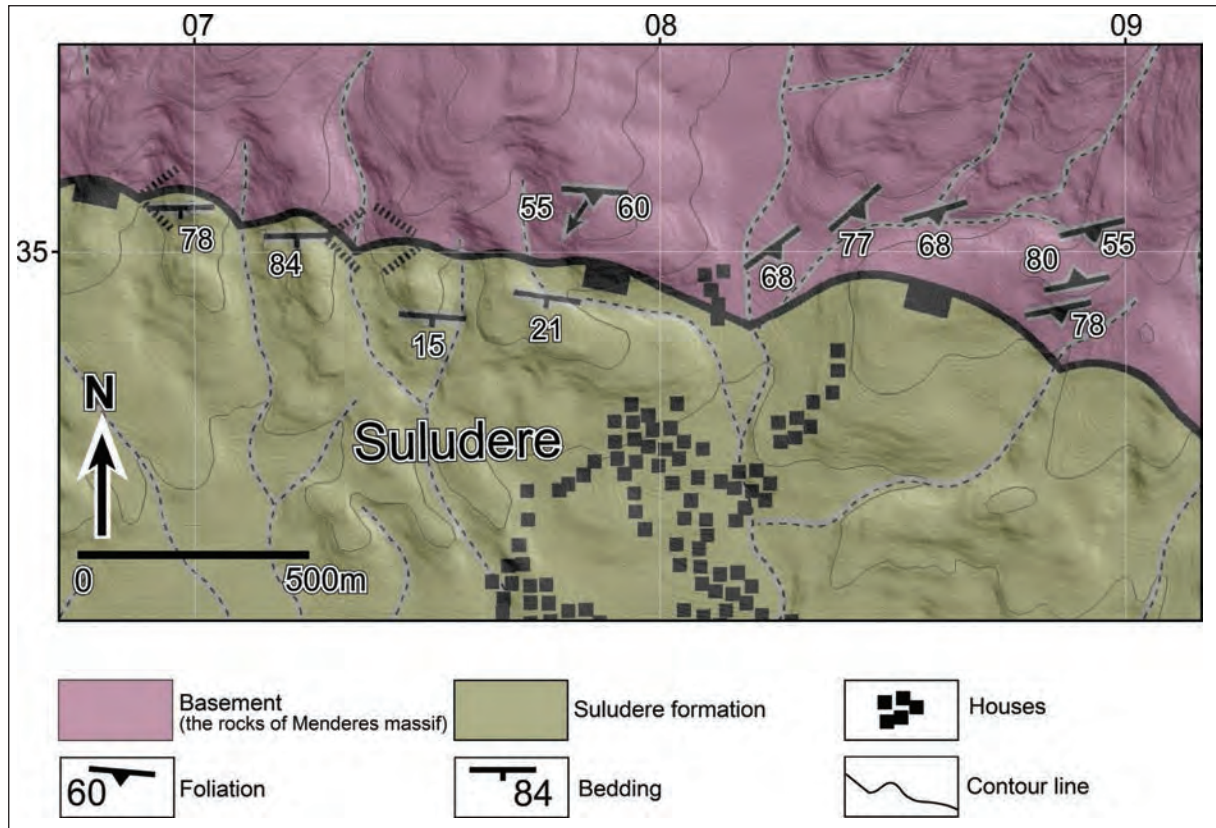 07 08 09
35
78
84
15
21
55 60
68
77
68
80 55
78
Suludere
N
0 500m
Basement
(the rocks of Menderes massif)
Suludere formation
Houses
60 Foliation
84 Bedding
Contour line